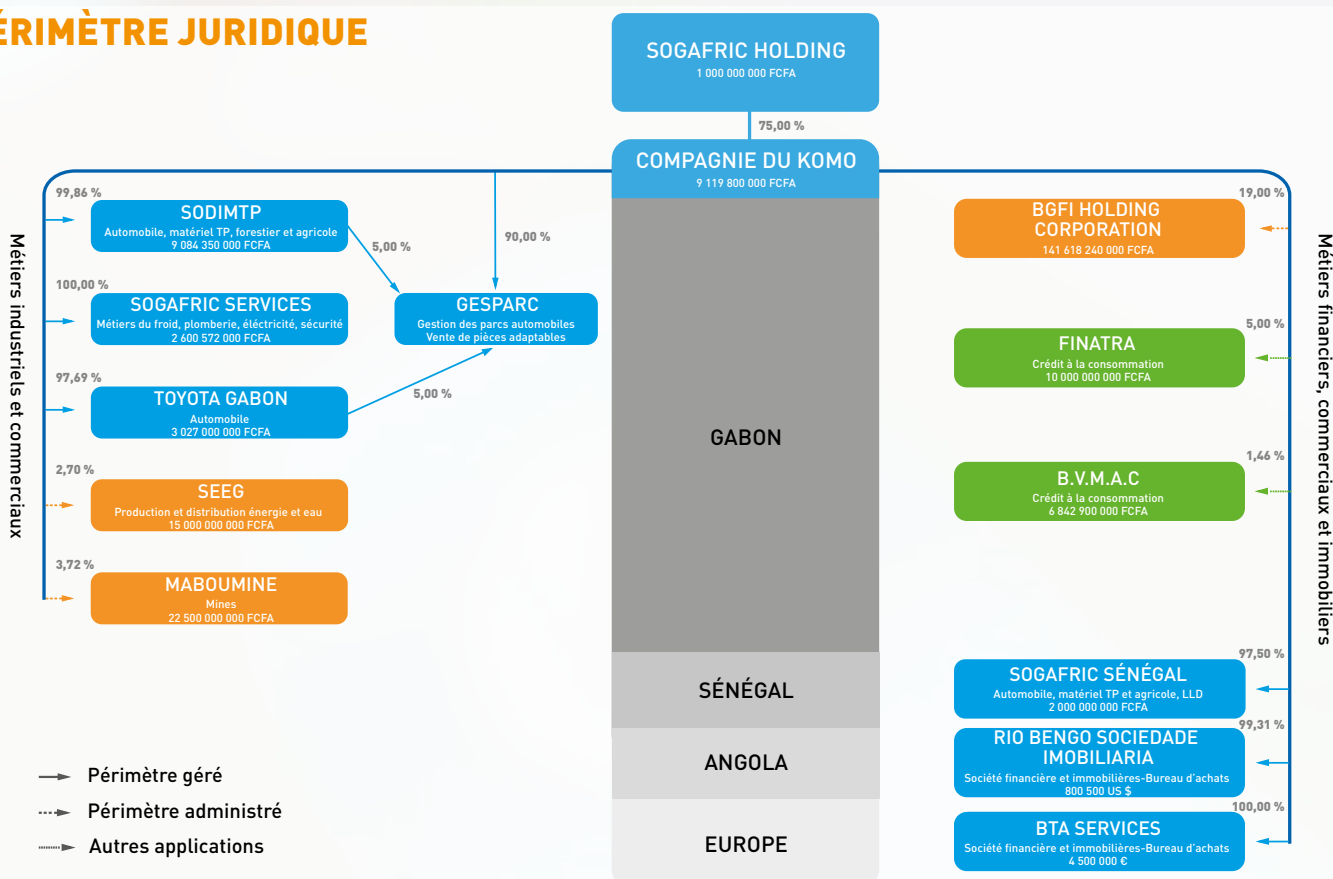 ÉRIMÈTRE JURIDIQUE
SOGAFRIC HOLDING
1 000 000 000 FCFA
75,00 %
COMPAGNIE DU KOMO
9 119 800 000 FCFA
Métiers industriels et commerciaux
99,86 %
SODIMTP
Automobile, matériel TP, forestier et agricole
9 084 350 000 FCFA
5,00 %
90,00 %
100,00 %
SOGAFRIC SERVICES
Métiers du froid, plomberie, éléctricité, sécurité
2 600 572 000 FCFA
GESPARC
Gestion des parcs automobiles
Vente de pièces adaptables
97,69 %
TOYOTA GABON
Automobile
3 027 000 000 FCFA
5,00 %
2,70 %
SEEG
Production et distribution énergie et eau
15 000 000 000 FCFA
3,72 %
MABOUMINE
Mines
22 500 000 000 FCFA
GABON
SÉNÉGAL
ANGOLA
EUROPE
Métiers financiers, commerciaux et immobiliers
19,00 %
BGFI HOLDING
CORPORATION
141 618 240 000 FCFA
5,00 %
FINATRA
Crédit à la consommation
10 000 000 000 FCFA
1,46 %
B.V.M.A.C
Crédit à la consommation
6 842 900 000 FCFA
97,50 %
SOGAFRIC SÉNÉGAL
Automobile, matériel TP et agricole, LLD
2 000 000 000 FCFA
99,31 %
RIO BENGO SOCIEDADE
IMOBILIARIA
Société financière et immobilières-Bureau d'achats
800 500 US $
100,00 %
BTA SERVICES
Société financière et immobilières-Bureau d'achats
4 500 000 €
Périmètre géré
Périmètre administré
Autres applications